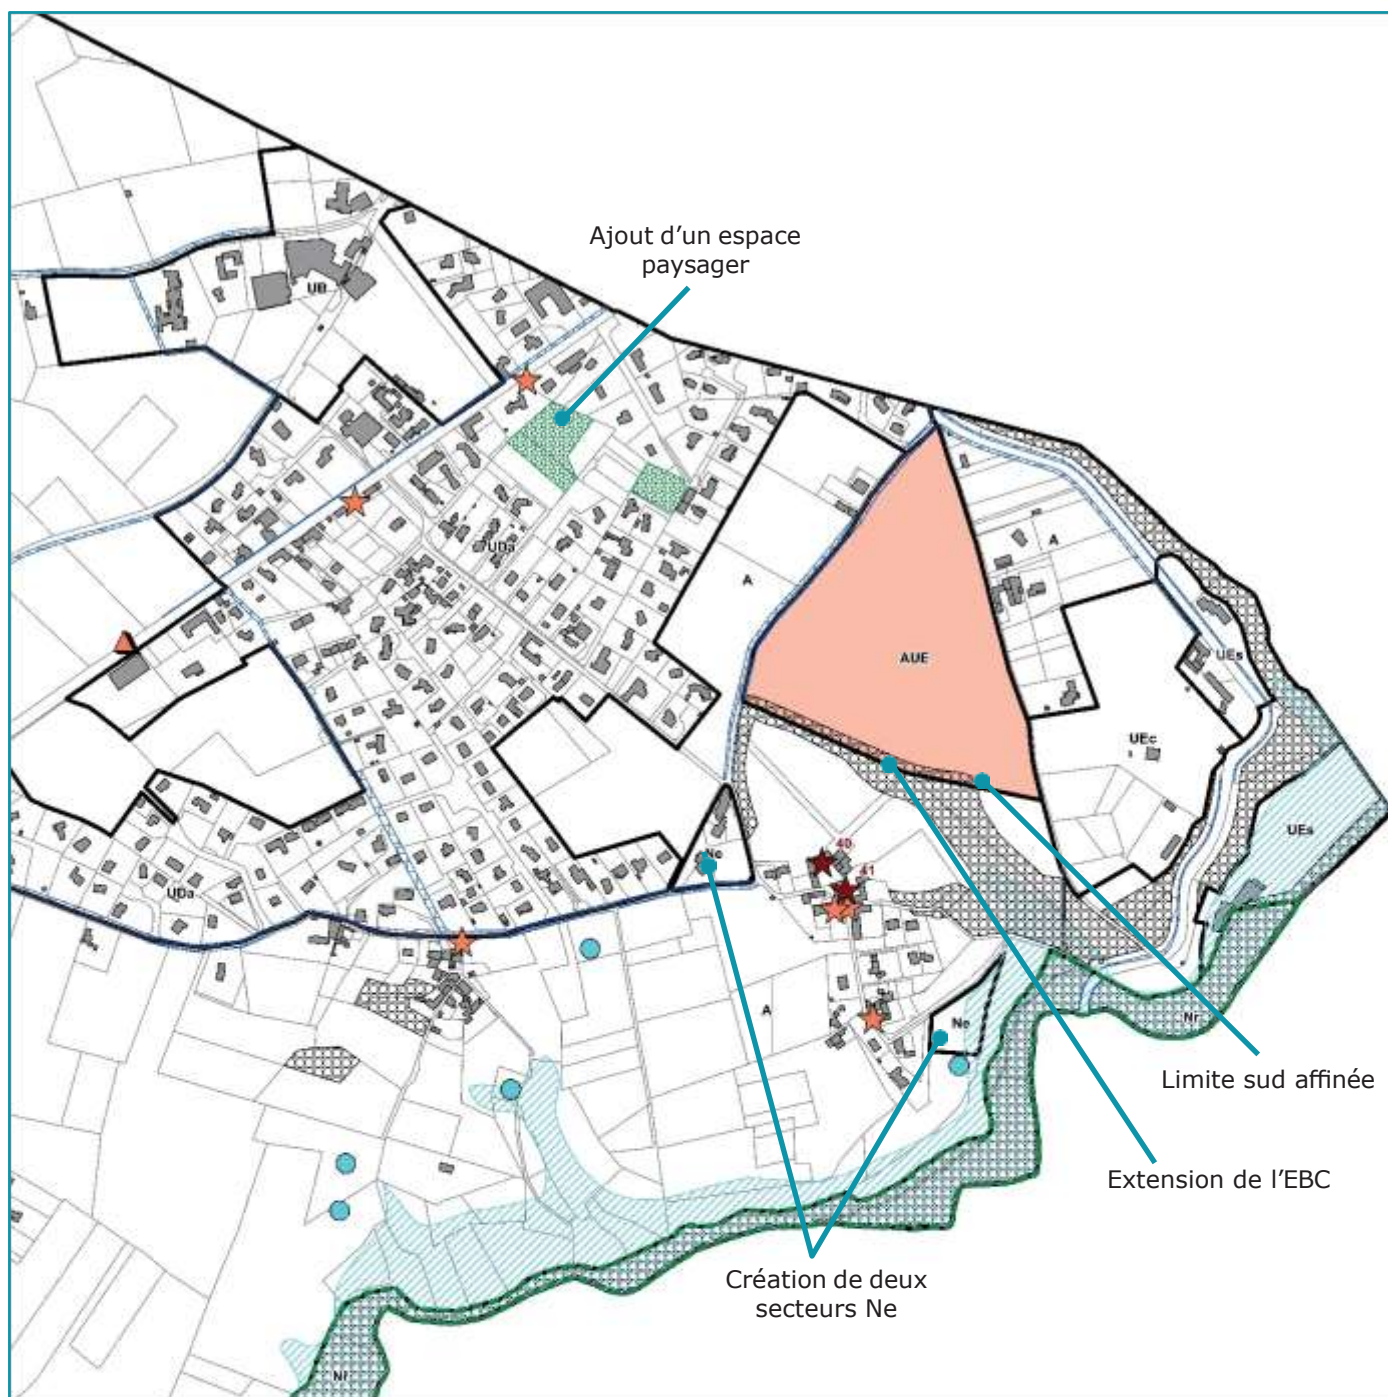 Ajout d'un espace
paysager
UB
UDa
A
A
AUE
UEs
UEc
UEs
40
41
Ne
UDa
A
Ne
Nr
Limite sud affinée
Extension de l'EBC
Création de deux
secteurs Ne
Nr